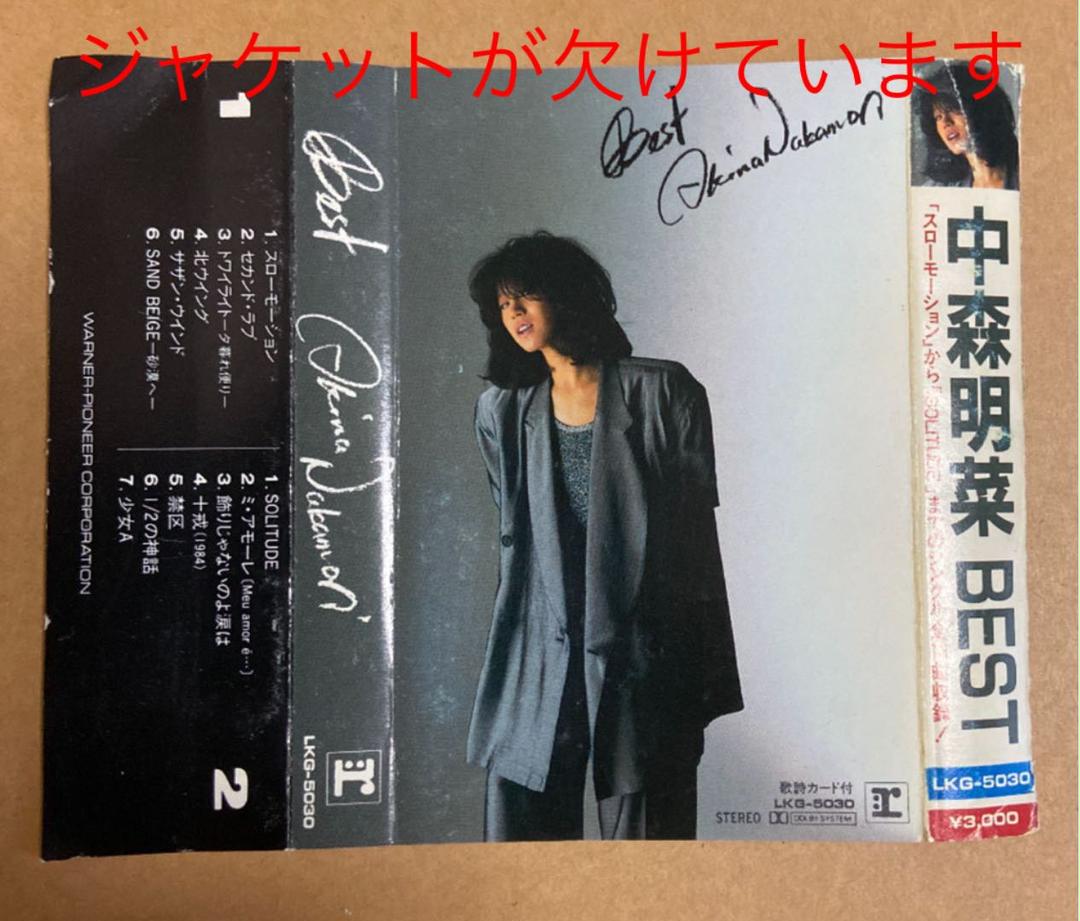 ジャケットが欠けています
1
1. スローモーション
2. セカンド・ラブ
3. トワイライト－夕暮れ便り－
4. 北ウイング
5. サザン・ウインド
6. SAND BEIGE－砂漠へ－
1. SOLITUDE
2. ミ・アモーレ(Meu amor é…)
3. 飾りじゃないのよ涙は
4. 十戒(1984)
5. 禁区
6. 1/2の神話
7. 少女A
2
WARNER-PIONEER CORPORATION
Best Akina Nakamori
LKG-5030
Best
Akina Nakamori
歌詩カード付
LKG-5030
STEREO DOLBY SYSTEM
中森明菜 BEST
「スローモーション」から「SOLITUDE」までの
LKG-5030
¥3,000